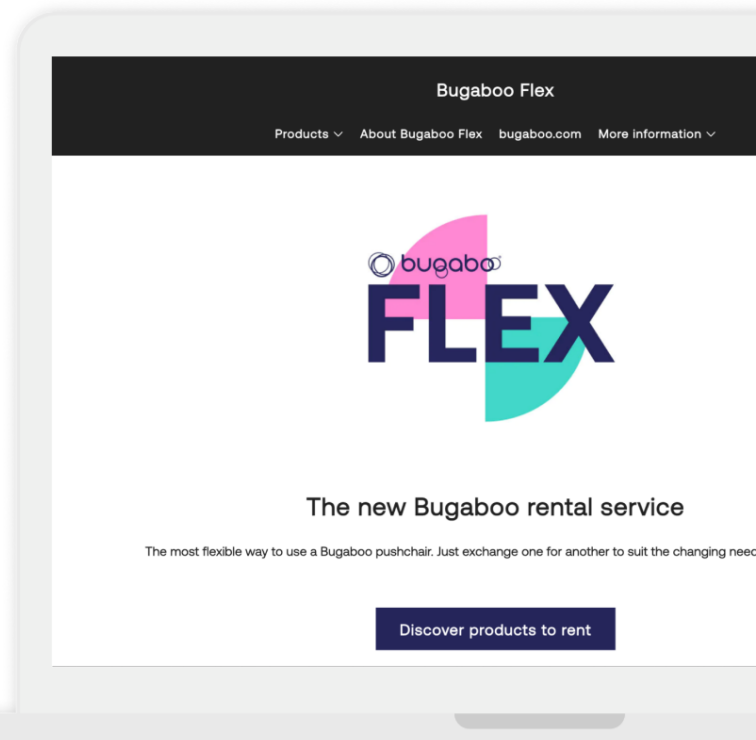 Bugaboo Flex
Products About Bugaboo Flex bugaboo.com More information
bugaboo
FLEX
The new Bugaboo rental service
The most flexible way to use a Bugaboo pushchair. Just exchange one for another to suit the changing
Discover products to rent